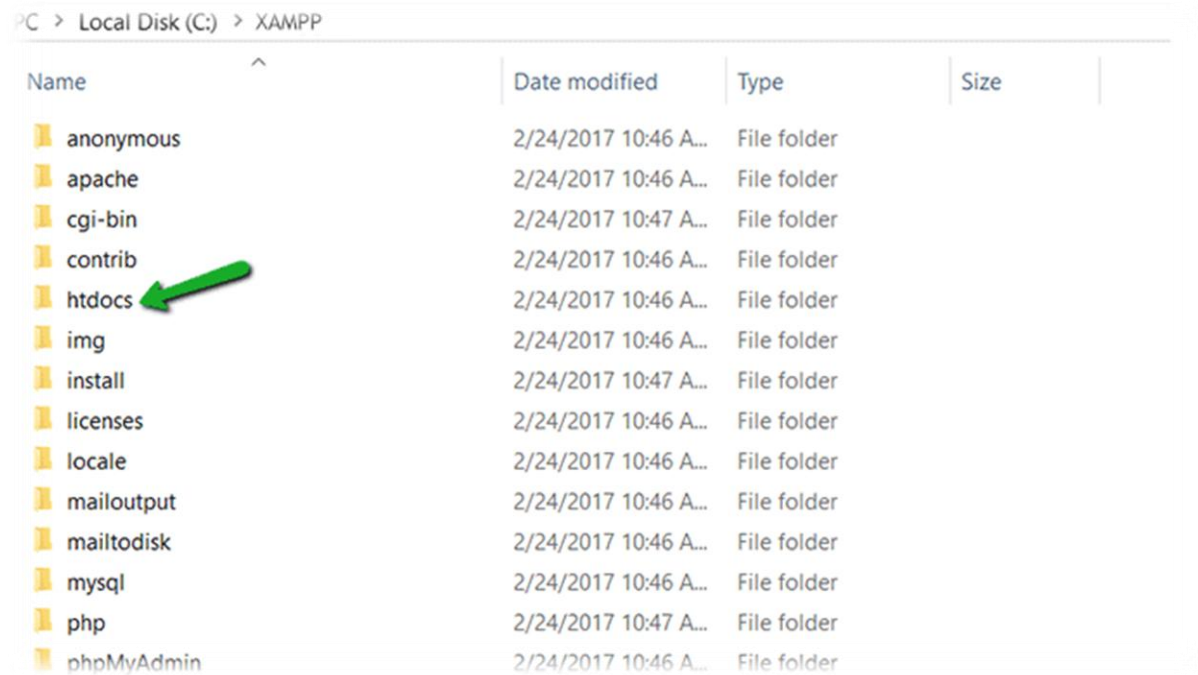 PC > Local Disk (C:) > XAMPP
Name Date modified Type Size
anonymous 2/24/2017 10:46 A... File folder
apache 2/24/2017 10:46 A... File folder
cgi-bin 2/24/2017 10:47 A... File folder
contrib 2/24/2017 10:46 A... File folder
htdocs 2/24/2017 10:46 A... File folder
img 2/24/2017 10:46 A... File folder
install 2/24/2017 10:47 A... File folder
licenses 2/24/2017 10:46 A... File folder
locale 2/24/2017 10:46 A... File folder
mailoutput 2/24/2017 10:46 A... File folder
mailtodisk 2/24/2017 10:46 A... File folder
mysql 2/24/2017 10:46 A... File folder
php 2/24/2017 10:47 A... File folder
phpMyAdmin 2/24/2017 10:46 A... File folder